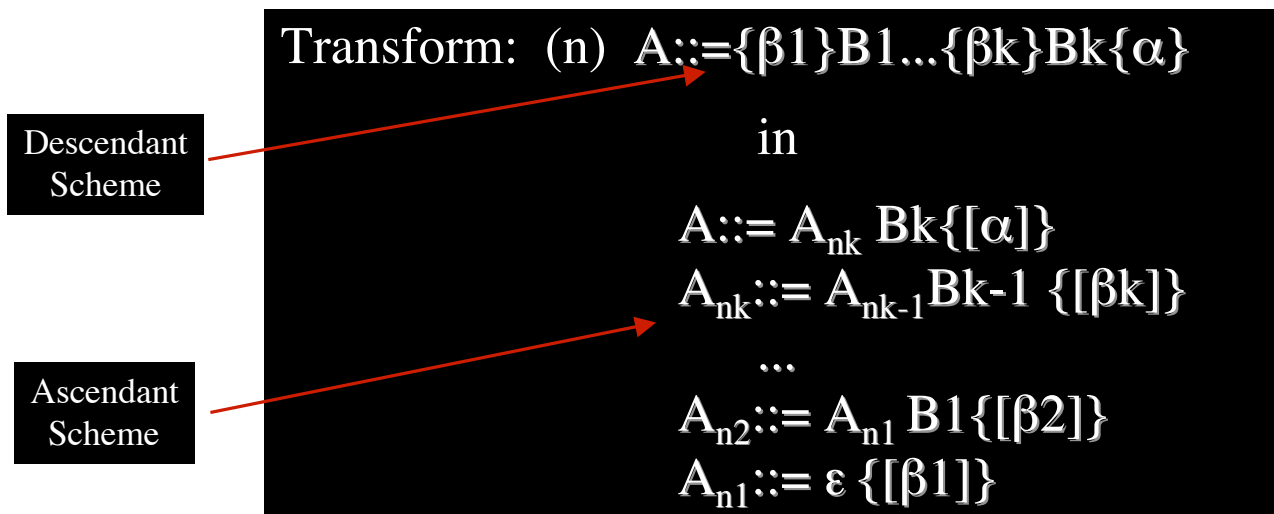 Transform: (n) A::={β1}B1...{βk}Bk{α}
Descendant
Scheme
in
A::= Aₙₖ Bk{[α]}
Aₙₖ::= Aₙₖ₋₁Bk-1 {[βk]}
...
Ascendant
Scheme
Aₙ₂::= Aₙ₁ B1{[β2]}
Aₙ₁::= ε {[β1]}